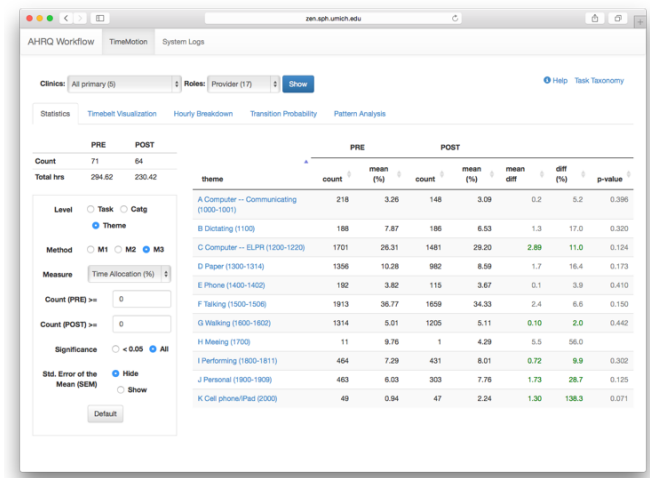 zen.sph.umich.edu
AHRQ Workflow TimeMotion System Logs
Clinics: All primary (5) Roles: Provider (17) Show Help Task Taxonomy
Statistics Timebelt Visualization Hourly Breakdown Transition Probability Pattern Analysis
PRE POST
Count 71 64
Total hrs 294.62 230.42
Level Task Catg
Theme
Method M1 M2 M3
Measure Time Allocation (%)
Count (PRE) >= 0
Count (POST) >= 0
Significance < 0.05 All
Std. Error of the Hide
Mean (SEM) Show
Default
PRE POST
theme count mean (%) count mean (%) mean diff diff (%) p-value
A Computer -- Communicating 218 3.26 148 3.09 0.2 5.2 0.396
(1000-1001)
B Dictating (1100) 188 7.87 186 6.53 1.3 17.0 0.320
C Computer -- ELPR (1200-1220) 1701 26.31 1481 29.20 2.89 11.0 0.124
D Paper (1300-1314) 1356 10.28 982 8.59 1.7 16.4 0.173
E Phone (1400-1402) 192 3.82 115 3.67 0.1 3.9 0.410
F Talking (1500-1506) 1913 36.77 1659 34.33 2.4 6.6 0.150
G Walking (1600-1602) 1314 5.01 1205 5.11 0.10 2.0 0.442
H Meeing (1700) 11 9.76 1 4.29 5.5 56.0
I Performing (1800-1811) 464 7.29 431 8.01 0.72 9.9 0.302
J Personal (1900-1909) 463 6.03 303 7.76 1.73 28.7 0.125
K Cell phone/iPad (2000) 49 0.94 47 2.24 1.30 138.3 0.071